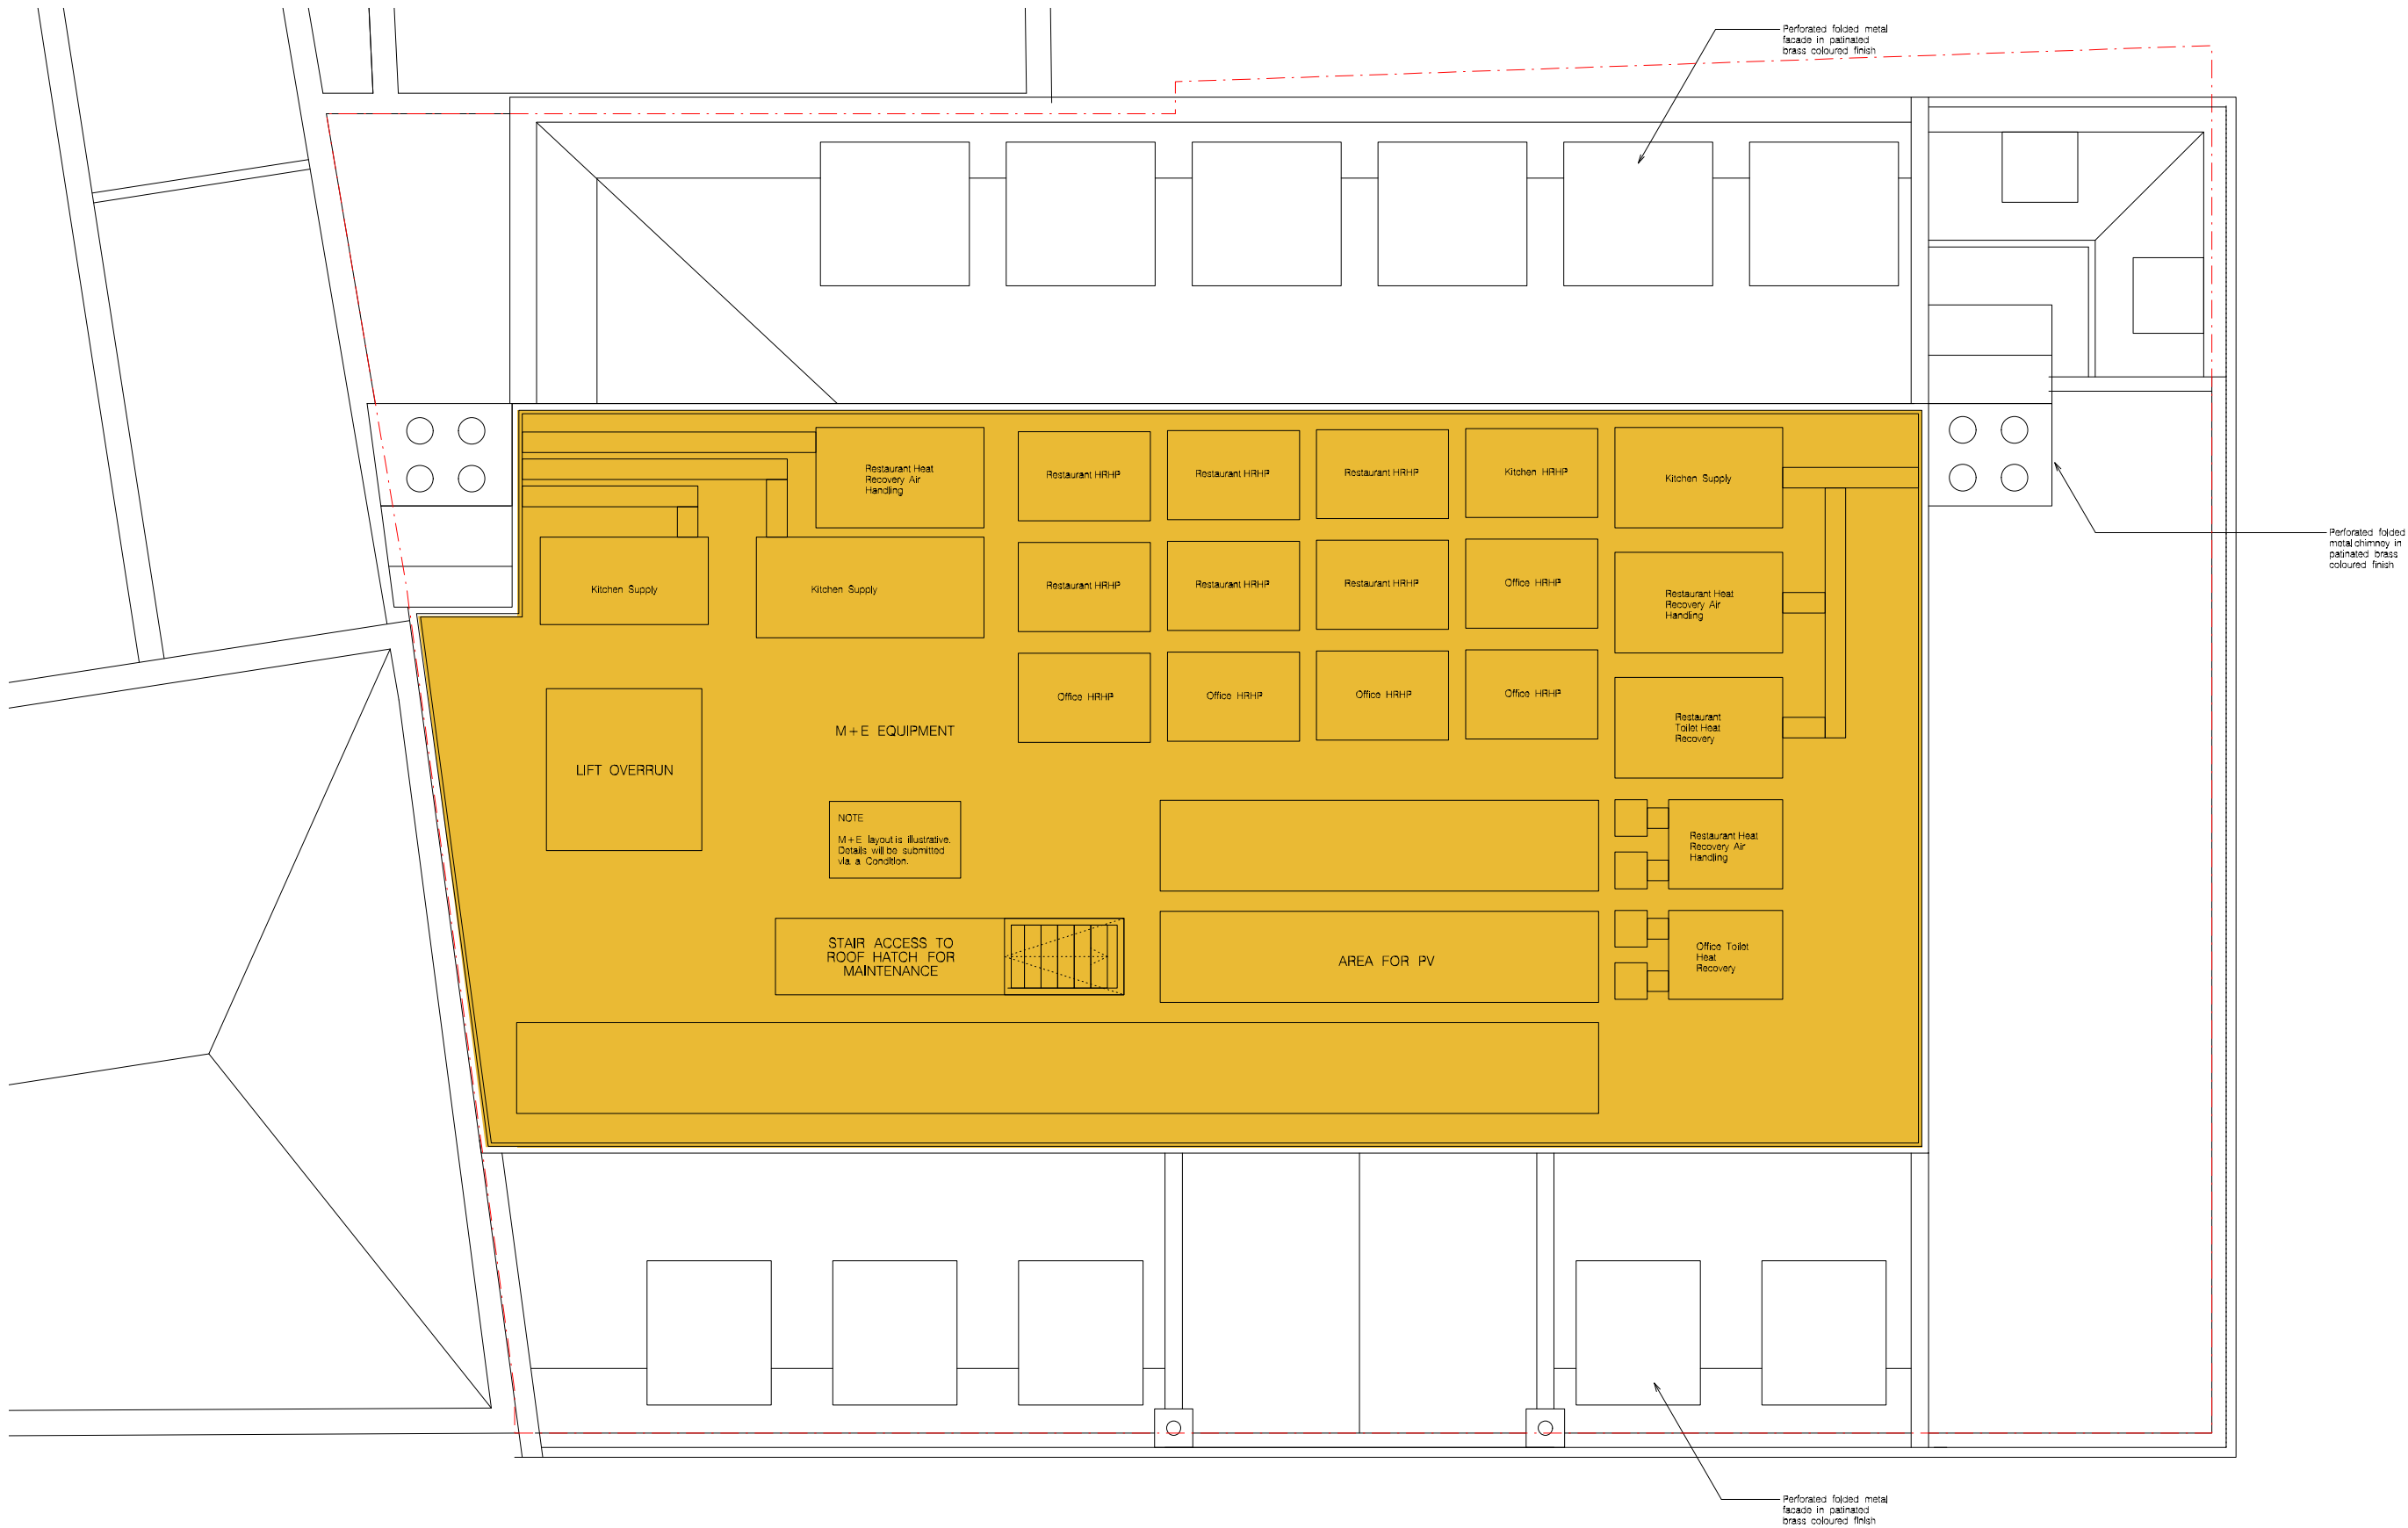 Perforated folded metal
facade in patinated
brass coloured finish
Restaurant Heat
Recovery Air
Handling
Restaurant HRHP
Restaurant HRHP
Restaurant HRHP
Kitchen HRHP
Kitchen Supply
Perforated folded
metal chimney in
patinated brass
coloured finish
Kitchen Supply
Kitchen Supply
Restaurant HRHP
Restaurant HRHP
Restaurant HRHP
Office HRHP
Restaurant Heat
Recovery Air
Handling
Office HRHP
Office HRHP
Office HRHP
Office HRHP
Restaurant
Toilet Heat
Recovery
M+E EQUIPMENT
LIFT OVERRUN
NOTE
M+E layout is illustrative.
Details will be submitted
via a Condition.
Restaurant Heat
Recovery Air
Handling
STAIR ACCESS TO
ROOF HATCH FOR
MAINTENANCE
AREA FOR PV
Office Toilet
Heat
Recovery
Perforated folded metal
facade in patinated
brass coloured finish